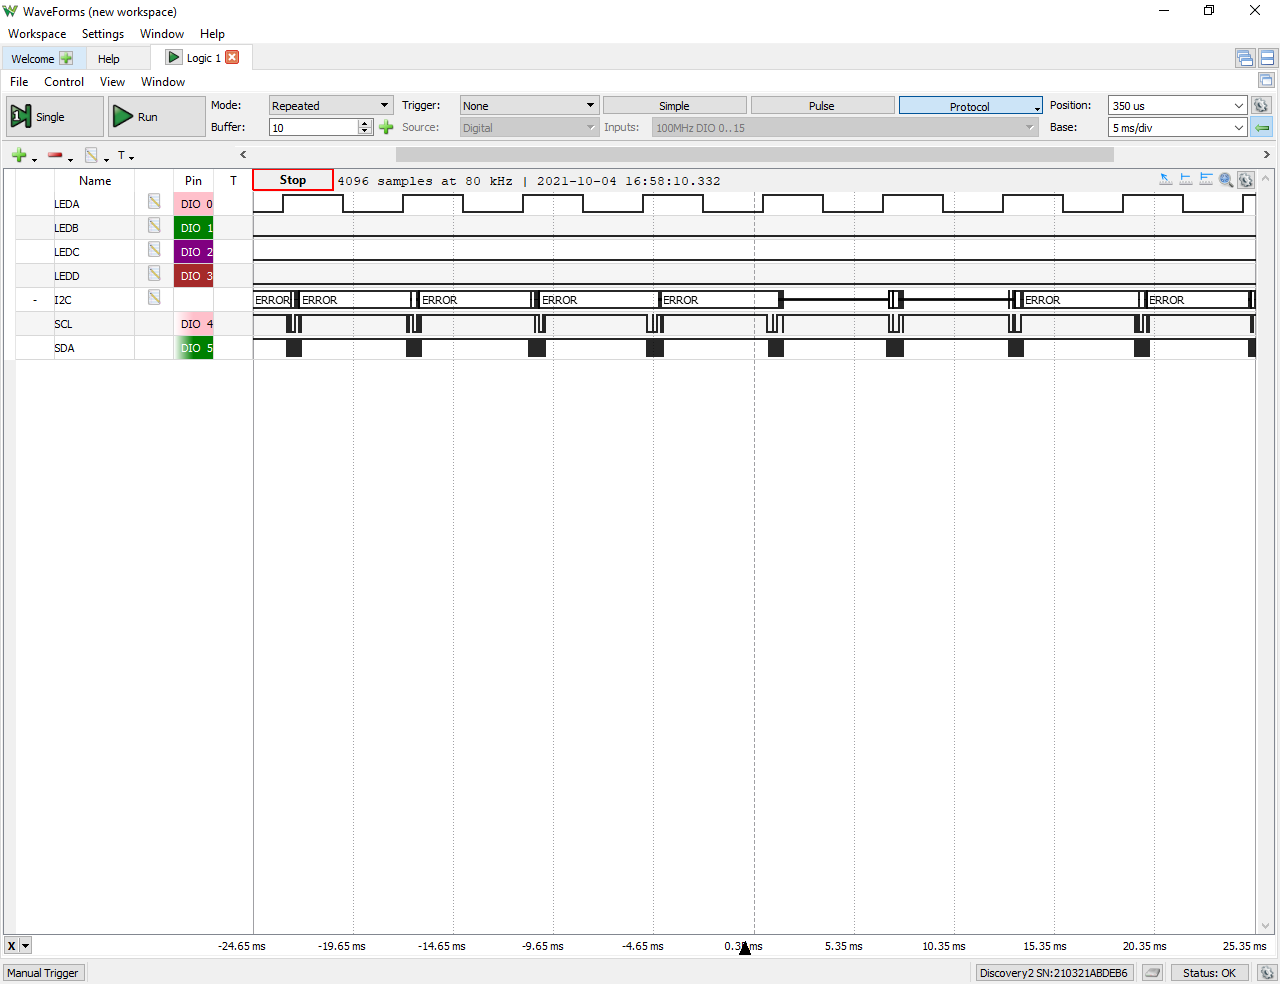 WaveForms (new workspace)
Workspace Settings Window Help
Welcome Help Logic 1
File Control View Window
Single Run Mode: Repeated Trigger: None Simple Pulse Protocol Position: 350 us
Buffer: 10 Source: Digital Inputs: 100MHz DIO 0..15 Base: 5 ms/div
T
Name Pin T Stop 4096 samples at 80 kHz | 2021-10-04 16:58:10.332
LEDA DIO 0
LEDB DIO 1
LEDC DIO 2
LEDD DIO 3
- I2C ERROR ERROR ERROR ERROR ERROR ERROR ERROR
SCL DIO 4
SDA DIO 5
X -24.65 ms -19.65 ms -14.65 ms -9.65 ms -4.65 ms 0.35 ms 5.35 ms 10.35 ms 15.35 ms 20.35 ms 25.35 ms
Manual Trigger Discovery2 SN:210321ABDEB6 Status: OK